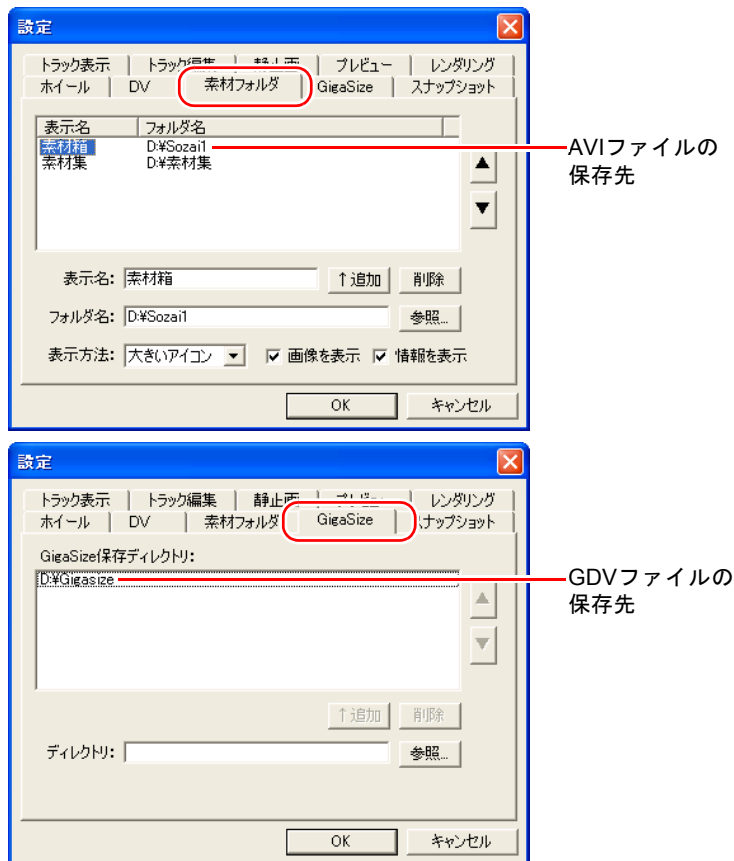 設定
トラック表示 トラック編集 静止画 プレビュー レンダリング
ホイール DV 素材フォルダ GigaSize スナップショット
表示名 フォルダ名
素材箱 D:¥Sozai1
素材集 D:¥素材集
AVIファイルの
保存先
▲
▼
表示名: 素材箱 ↑追加 削除
フォルダ名: D:¥Sozai1 参照...
表示方法: 大きいアイコン ▼ 画像を表示 情報を表示
OK キャンセル
設定
トラック表示 トラック編集 静止画 プレビュー レンダリング
ホイール DV 素材フォルダ GigaSize スナップショット
GigaSize保存ディレクトリ:
D:¥Gigasize
GDVファイルの
保存先
▲
▼
↑追加 削除
ディレクトリ: 参照...
OK キャンセル